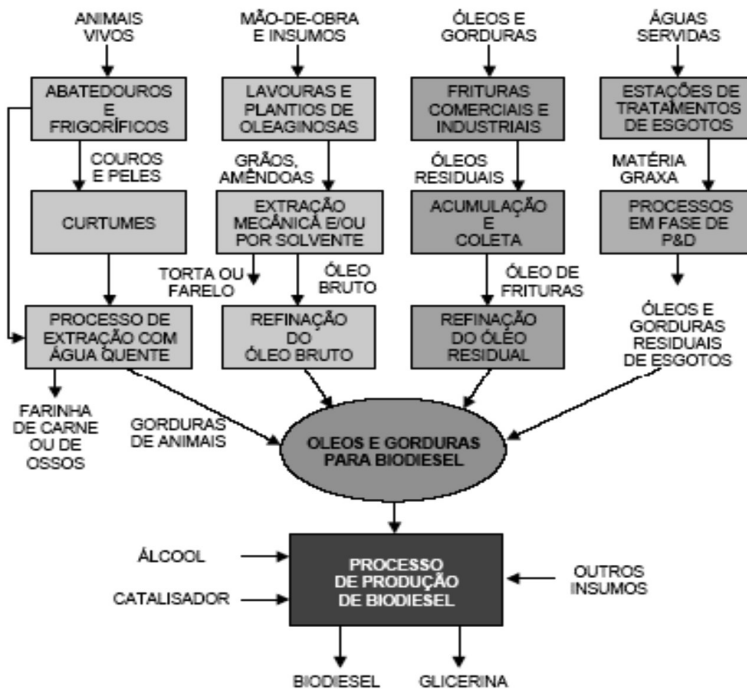 ANIMAIS
VIVOS
MÃO-DE-OBRA
E INSUMOS
ÓLEOS E
GORDURAS
ÁGUAS
SERVIDAS
ABATEDOUROS
E
FRIGORÍFICOS
LAVOURAS E
PLANTIOS DE
OLEAGINOSAS
FRITURAS
COMERCIAIS E
INDUSTRIAIS
ESTAÇÕES DE
TRATAMENTOS
DE ESGOTOS
COUROS
E PELES
GRÃOS,
AMÊNDOAS
ÓLEOS
RESIDUAIS
MATÉRIA
GRAXA
CURTUMES
EXTRAÇÃO
MECÂNICA E/OU
POR SOLVENTE
ACUMULAÇÃO
E
COLETA
PROCESSOS
EM FASE DE
P&D
TORTA OU
FARELO
ÓLEO
BRUTO
ÓLEO DE
FRITURAS
PROCESSO DE
EXTRAÇÃO COM
ÁGUA QUENTE
REFINAÇÃO
DO
ÓLEO BRUTO
REFINAÇÃO
DO ÓLEO
RESIDUAL
ÓLEOS E
GORDURAS
RESIDUAIS
DE ESGOTOS
FARINHA
DE CARNE
OU DE
OSSOS
GORDURAS
DE ANIMAIS
OLEOS E GORDURAS
PARA BIODIESEL
ÁLCOOL
CATALISADOR
PROCESSO
DE PRODUÇÃO
DE BIODIESEL
OUTROS
INSUMOS
BIODIESEL
GLICERINA